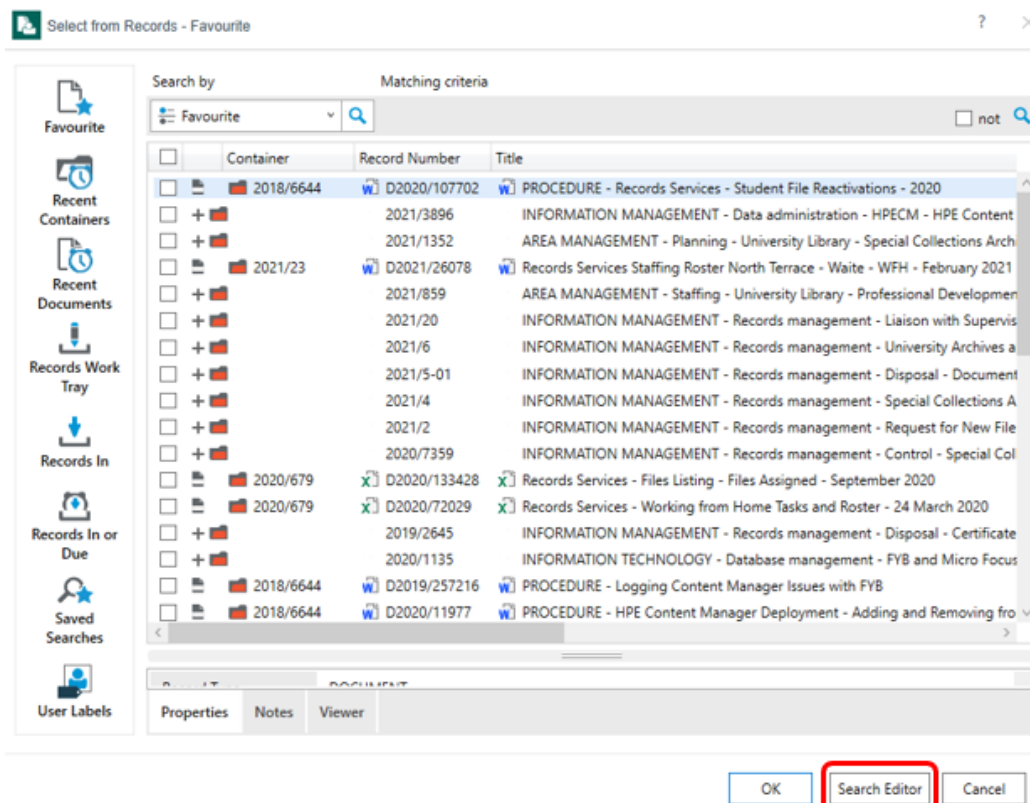 Select from Records - Favourite
?
Favourite
Recent
Containers
Recent
Documents
Records Work
Tray
Records In
Records In or
Due
Saved
Searches
User Labels
Search by Matching criteria
Favourite not
Container Record Number Title
2018/6644 D2020/107702 PROCEDURE - Records Services - Student File Reactivations - 2020
2021/3896 INFORMATION MANAGEMENT - Data administration - HPECM - HPE Content
2021/1352 AREA MANAGEMENT - Planning - University Library - Special Collections Archi
2021/23 D2021/26078 Records Services Staffing Roster North Terrace - Waite - WFH - February 2021
2021/859 AREA MANAGEMENT - Staffing - University Library - Professional Developmen
2021/20 INFORMATION MANAGEMENT - Records management - Liaison with Supervis
2021/6 INFORMATION MANAGEMENT - Records management - University Archives a
2021/5-01 INFORMATION MANAGEMENT - Records management - Disposal - Document
2021/4 INFORMATION MANAGEMENT - Records management - Special Collections A
2021/2 INFORMATION MANAGEMENT - Records management - Request for New File
2020/7359 INFORMATION MANAGEMENT - Records management - Control - Special Col
2020/679 D2020/133428 Records Services - Files Listing - Files Assigned - September 2020
2020/679 D2020/72029 Records Services - Working from Home Tasks and Roster - 24 March 2020
2019/2645 INFORMATION MANAGEMENT - Records management - Disposal - Certificate
2020/1135 INFORMATION TECHNOLOGY - Database management - FYB and Micro Focus
2018/6644 D2019/257216 PROCEDURE - Logging Content Manager Issues with FYB
2018/6644 D2020/11977 PROCEDURE - HPE Content Manager Deployment - Adding and Removing fro
Properties Notes Viewer
OK Search Editor Cancel